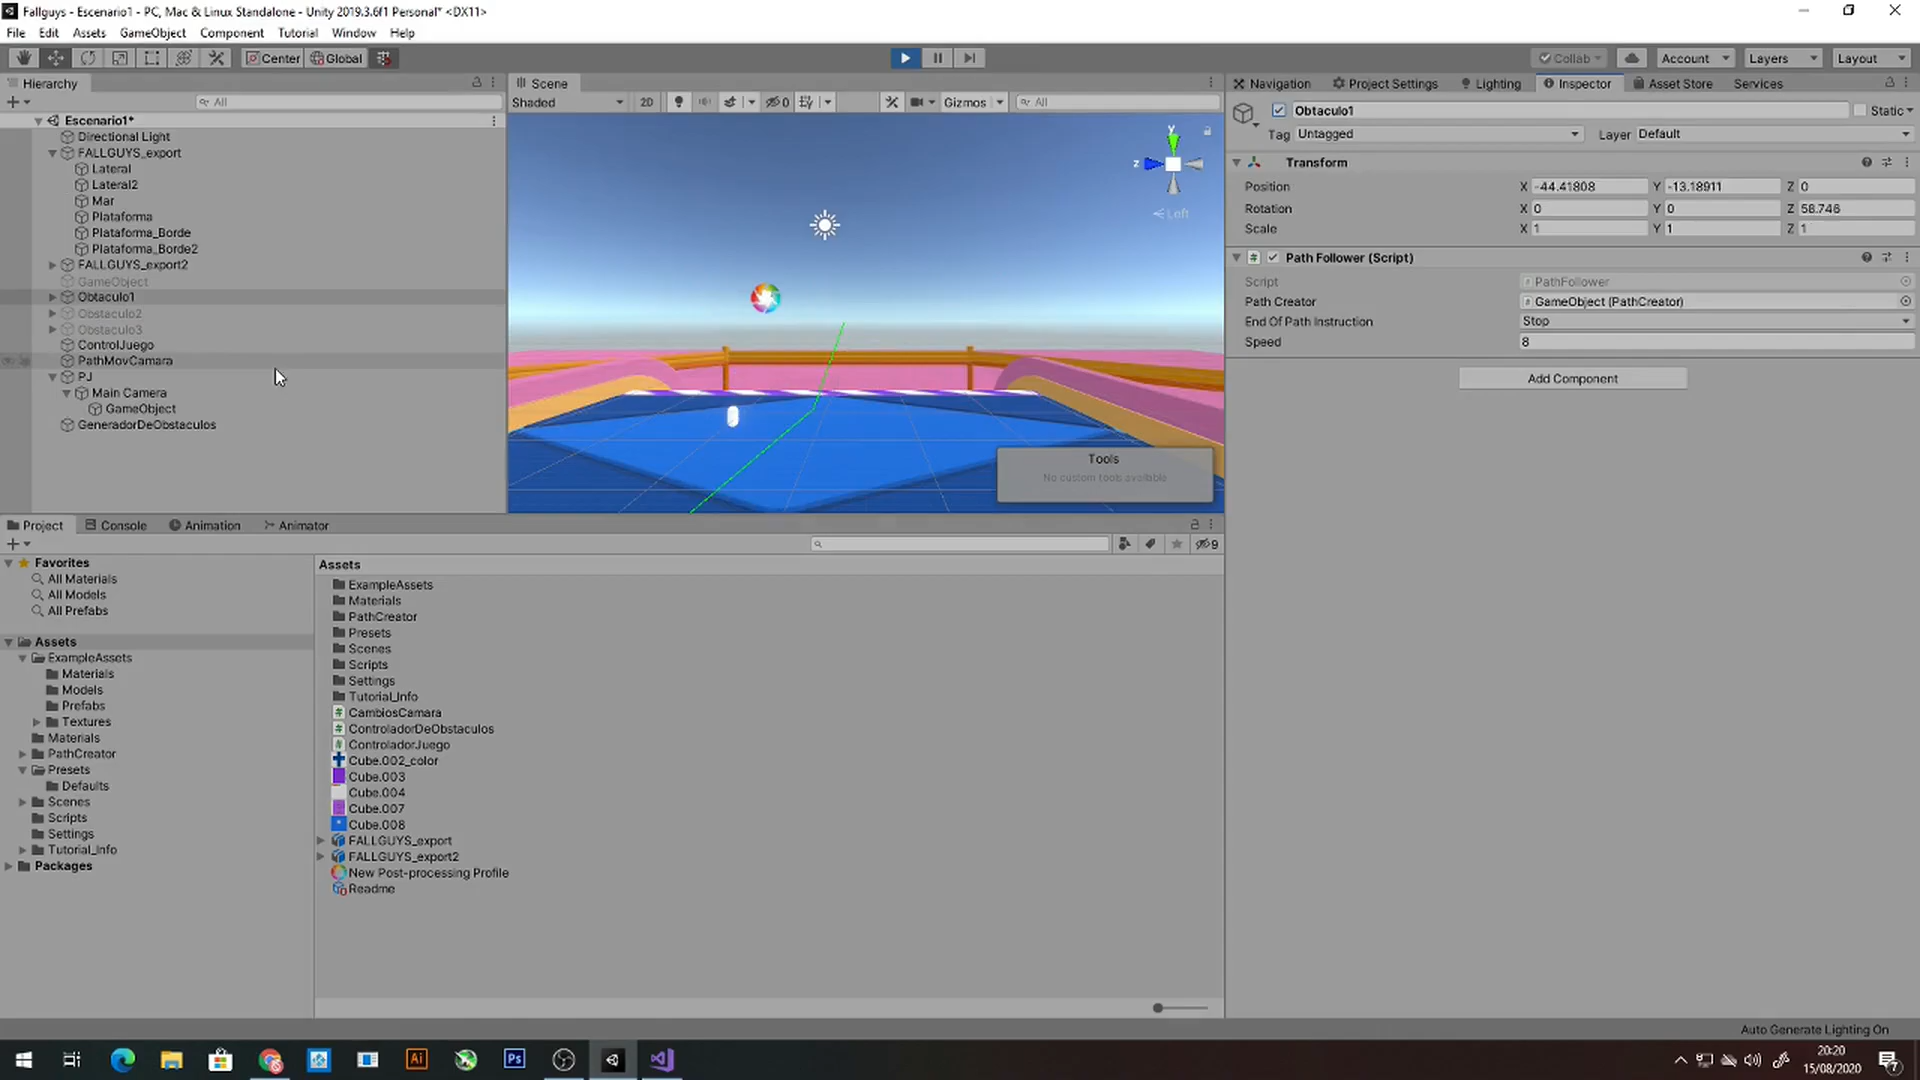 Fallguys - Escenario1 - PC, Mac & Linux Standalone - Unity 2019.3.6f1 Personal* <DX11>
File Edit Assets GameObject Component Tutorial Window Help
Center Global Collab Account Layers Layout
Hierarchy
All
Escenario1*
Directional Light
FALLGUYS_export
Lateral
Lateral2
Mar
Plataforma
Plataforma_Borde
Plataforma_Borde2
FALLGUYS_export2
GameObject
Obtaculo1
Obstaculo2
Obstaculo3
ControlJuego
PathMovCamara
PJ
Main Camera
GameObject
GeneradorDeObstaculos
Scene
Shaded 2D 0 Gizmos All
y
z
Left
Tools
No custom tools available
Navigation Project Settings Lighting Inspector Asset Store Services
Obtaculo1 Static
Tag Untagged Layer Default
Transform
Position X -44.41808 Y -13.18911 Z 0
Rotation X 0 Y 0 Z 58.746
Scale X 1 Y 1 Z 1
Path Follower (Script)
Script PathFollower
Path Creator GameObject (PathCreator)
End Of Path Instruction Stop
Speed 8
Add Component
Project Console Animation Animator
9
Favorites
All Materials
All Models
All Prefabs
Assets
ExampleAssets
Materials
Models
Prefabs
Textures
Materials
PathCreator
Presets
Defaults
Scenes
Scripts
Settings
Tutorial_Info
Packages
Assets
ExampleAssets
Materials
PathCreator
Presets
Scenes
Scripts
Settings
Tutorial_Info
CambiosCamara
ControladorDeObstaculos
ControladorJuego
Cube.002_color
Cube.003
Cube.004
Cube.007
Cube.008
FALLGUYS_export
FALLGUYS_export2
New Post-processing Profile
Readme
Auto Generate Lighting On
Ai
Ps
20:20
15/08/2020
7